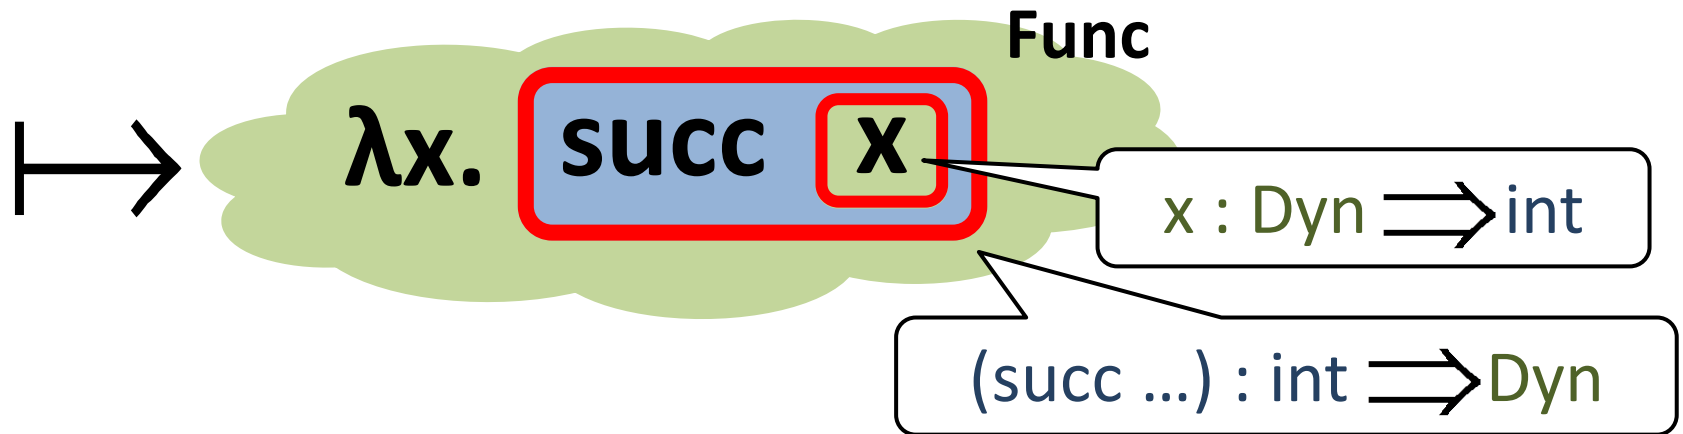 Func
λx. succ x
x : Dyn ⟹ int
(succ ...) : int ⟹ Dyn